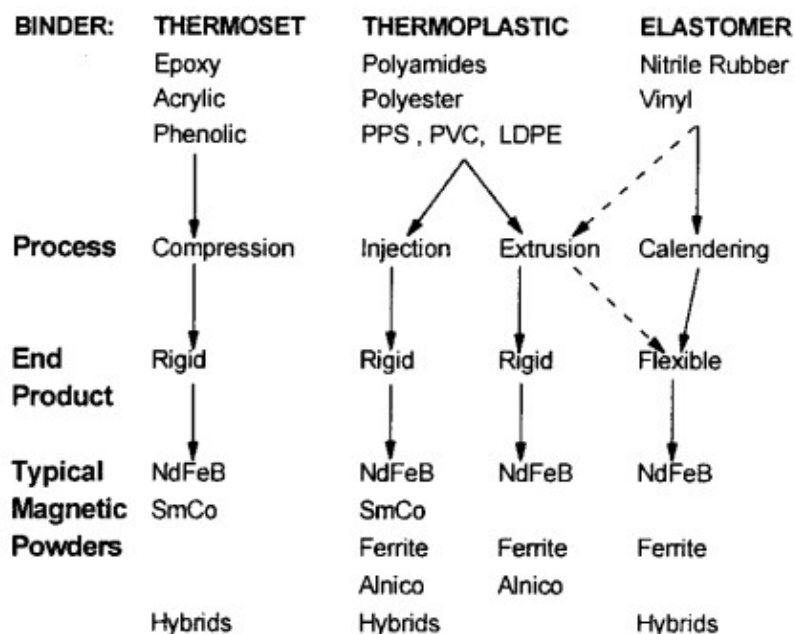 BINDER: THERMOSET THERMOPLASTIC ELASTOMER
Epoxy Polyamides Nitrile Rubber
Acrylic Polyester Vinyl
Phenolic PPS , PVC, LDPE
Process Compression Injection Extrusion Calendering
End Rigid Rigid Rigid Flexible
Product
Typical NdFeB NdFeB NdFeB NdFeB
Magnetic SmCo SmCo
Powders Ferrite Ferrite Ferrite
Alnico Alnico
Hybrids Hybrids Hybrids